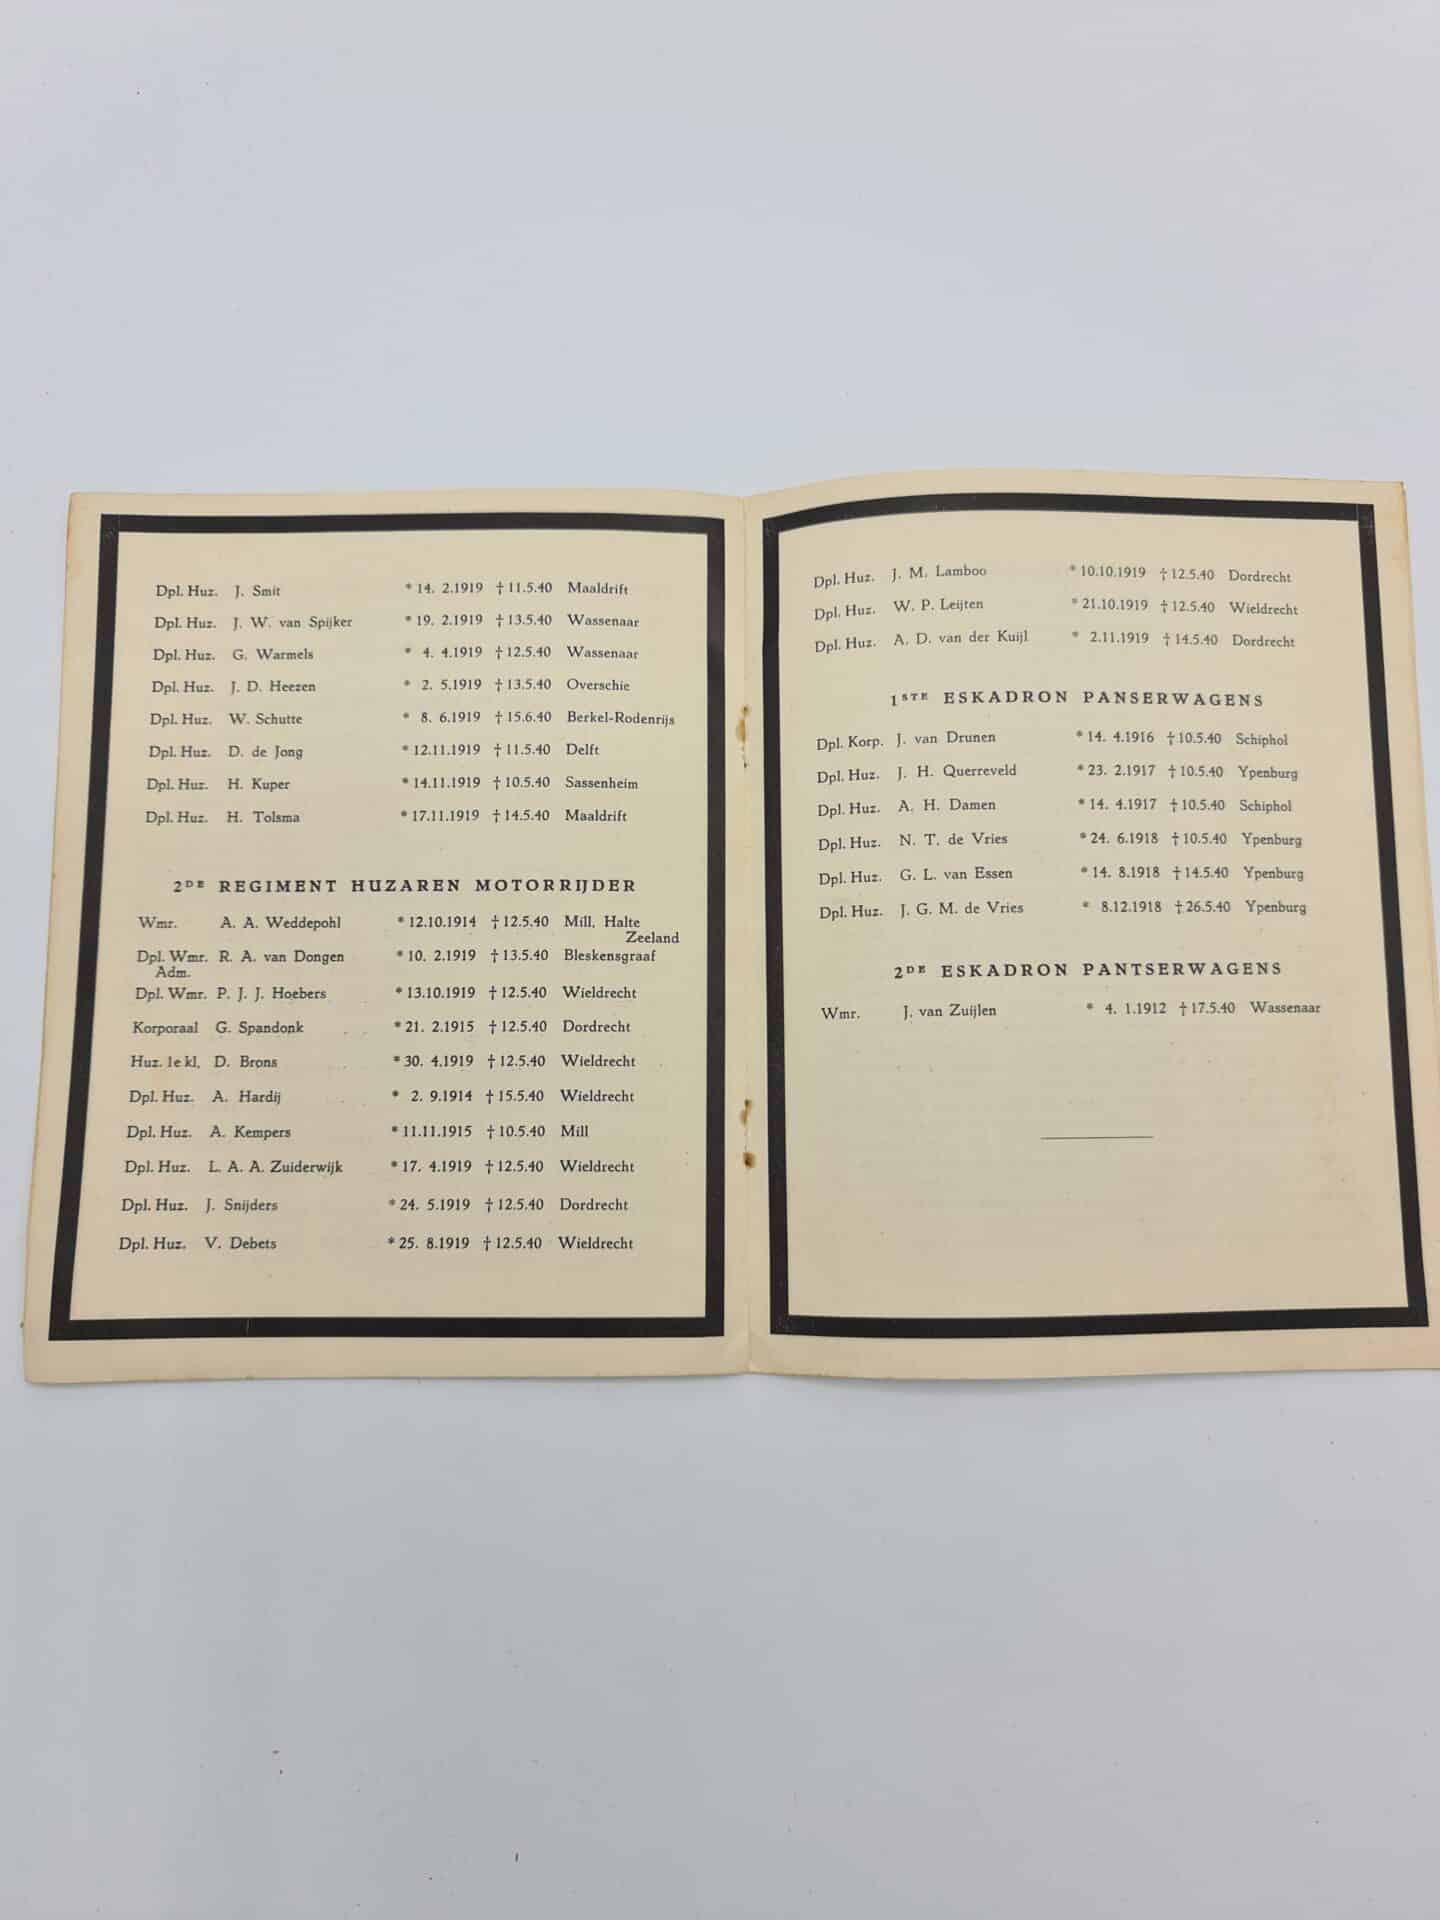 Dpl. Huz. J. Smit * 14. 2.1919 † 11.5.40 Maaldrift
Dpl. Huz. J. W. van Spijker * 19. 2.1919 † 13.5.40 Wassenaar
Dpl. Huz. G. Warmels * 4. 4.1919 † 12.5.40 Wassenaar
Dpl. Huz. J. D. Heezen * 2. 5.1919 † 13.5.40 Overschie
Dpl. Huz. W. Schutte * 8. 6.1919 † 15.6.40 Berkel-Rodenrijs
Dpl. Huz. D. de Jong * 12.11.1919 † 11.5.40 Delft
Dpl. Huz. H. Kuper * 14.11.1919 † 10.5.40 Sassenheim
Dpl. Huz. H. Tolsma * 17.11.1919 † 14.5.40 Maaldrift
2DE REGIMENT HUZAREN MOTORRIJDER
Wmr. A. A. Weddepohl * 12.10.1914 † 12.5.40 Mill, Halte
Zeeland
Dpl. Wmr. R. A. van Dongen * 10. 2.1919 † 13.5.40 Bleskensgraaf
Adm.
Dpl. Wmr. P. J. J. Hoebers * 13.10.1919 † 12.5.40 Wieldrecht
Korporaal G. Spandonk * 21. 2.1915 † 12.5.40 Dordrecht
Huz. 1e kl. D. Brons * 30. 4.1919 † 12.5.40 Wieldrecht
Dpl. Huz. A. Hardij * 2. 9.1914 † 15.5.40 Wieldrecht
Dpl. Huz. A. Kempers * 11.11.1915 † 10.5.40 Mill
Dpl. Huz. L. A. A. Zuiderwijk * 17. 4.1919 † 12.5.40 Wieldrecht
Dpl. Huz. J. Snijders * 24. 5.1919 † 12.5.40 Dordrecht
Dpl. Huz. V. Debets * 25. 8.1919 † 12.5.40 Wieldrecht
Dpl. Huz. J. M. Lamboo * 10.10.1919 † 12.5.40 Dordrecht
Dpl. Huz. W. P. Leijten * 21.10.1919 † 12.5.40 Wieldrecht
Dpl. Huz. A. D. van der Kuijl * 2.11.1919 † 14.5.40 Dordrecht
1STE ESKADRON PANSERWAGENS
Dpl. Korp. J. van Drunen * 14. 4.1916 † 10.5.40 Schiphol
Dpl. Huz. J. H. Querreveld * 23. 2.1917 † 10.5.40 Ypenburg
Dpl. Huz. A. H. Damen * 14. 4.1917 † 10.5.40 Schiphol
Dpl. Huz. N. T. de Vries * 24. 6.1918 † 10.5.40 Ypenburg
Dpl. Huz. G. L. van Essen * 14. 8.1918 † 14.5.40 Ypenburg
Dpl. Huz. J. G. M. de Vries * 8.12.1918 † 26.5.40 Ypenburg
2DE ESKADRON PANTSERWAGENS
Wmr. J. van Zuijlen * 4. 1.1912 † 17.5.40 Wassenaar